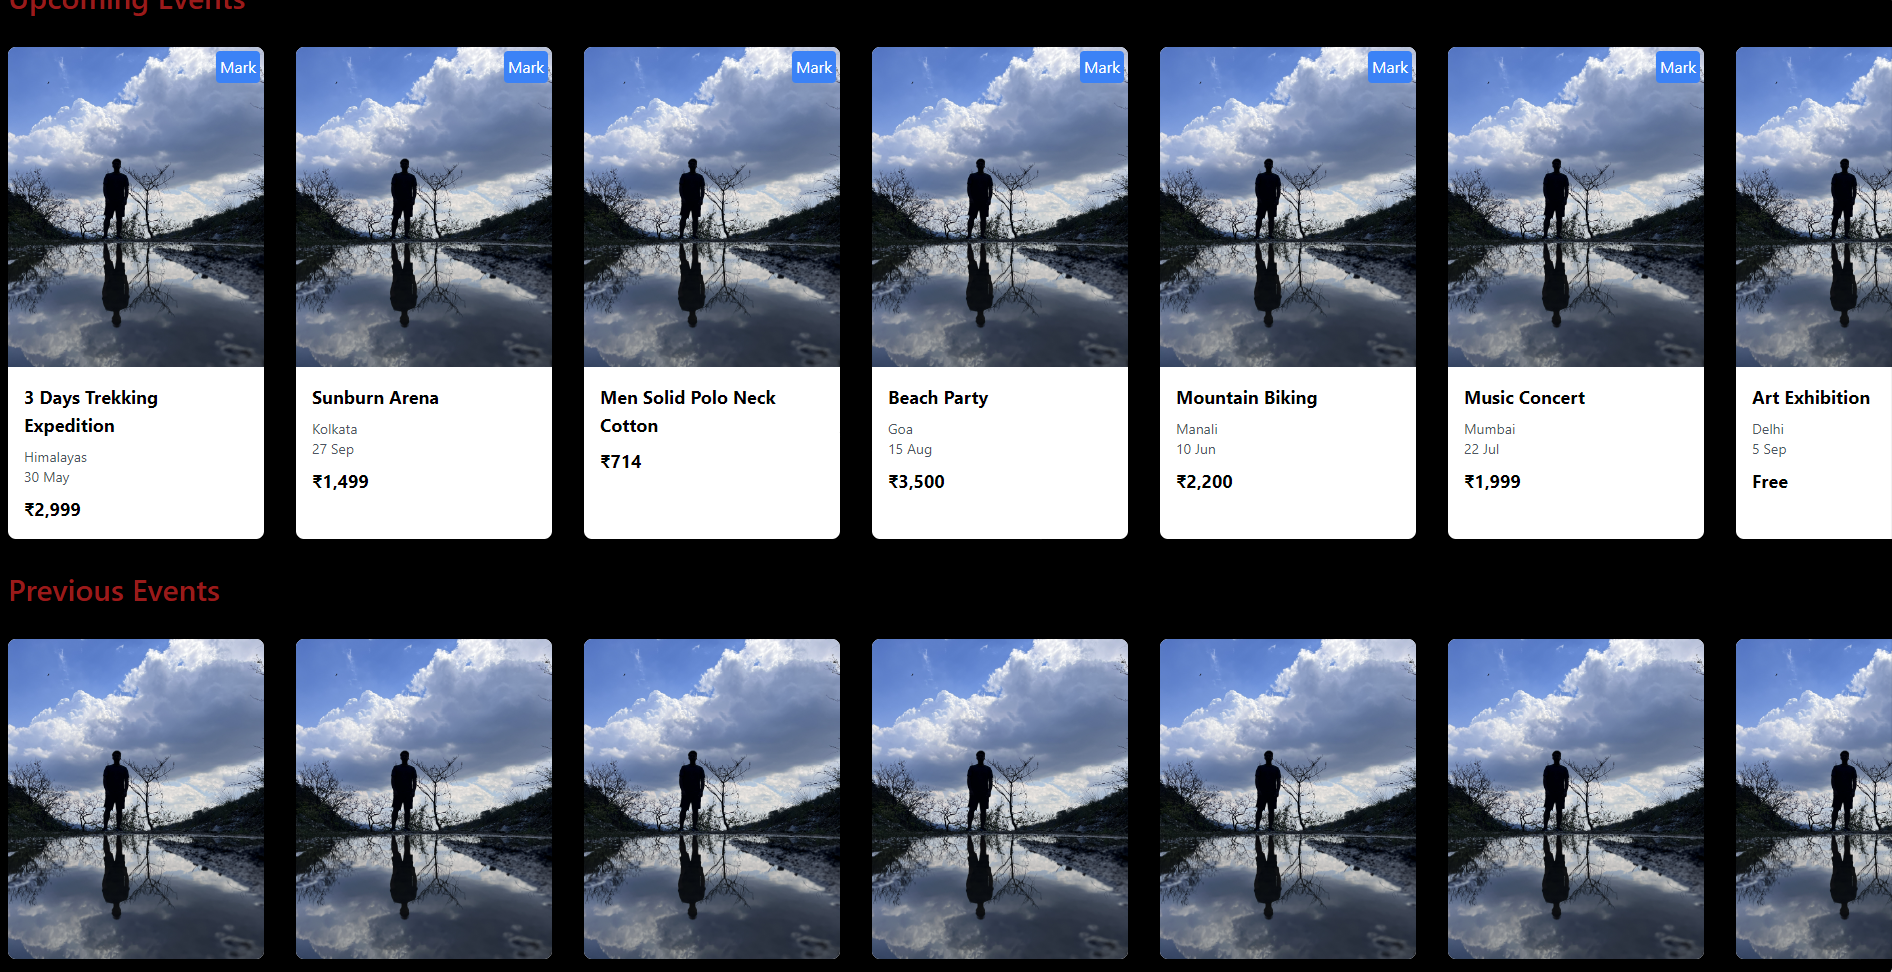 Upcoming Events
Mark
Mark
Mark
Mark
Mark
Mark
3 Days Trekking
Expedition
Himalayas
30 May
₹2,999
Sunburn Arena
Kolkata
27 Sep
₹1,499
Men Solid Polo Neck
Cotton
₹714
Beach Party
Goa
15 Aug
₹3,500
Mountain Biking
Manali
10 Jun
₹2,200
Music Concert
Mumbai
22 Jul
₹1,999
Art Exhibition
Delhi
5 Sep
Free
Previous Events